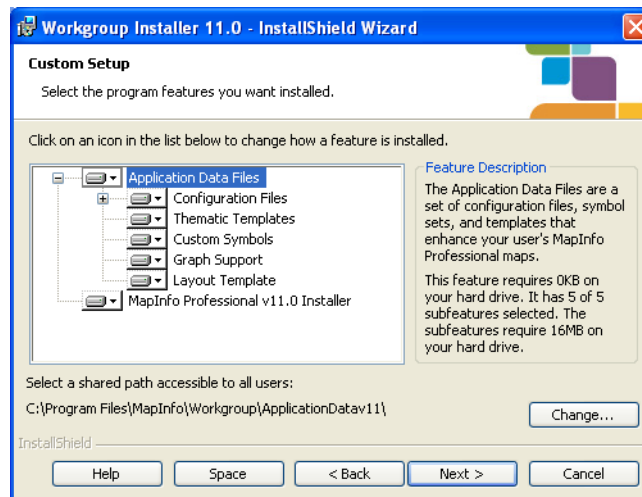 Workgroup Installer 11.0 - InstallShield Wizard
Custom Setup
Select the program features you want installed.
Click on an icon in the list below to change how a feature is installed.
Application Data Files
Configuration Files
Thematic Templates
Custom Symbols
Graph Support
Layout Template
MapInfo Professional v11.0 Installer
Feature Description
The Application Data Files are a
set of configuration files, symbol
sets, and templates that
enhance your user's MapInfo
Professional maps.
This feature requires 0KB on
your hard drive. It has 5 of 5
subfeatures selected. The
subfeatures require 16MB on
your hard drive.
Select a shared path accessible to all users:
C:\Program Files\MapInfo\Workgroup\ApplicationDatav11\
Change...
InstallShield
Help
Space
< Back
Next >
Cancel